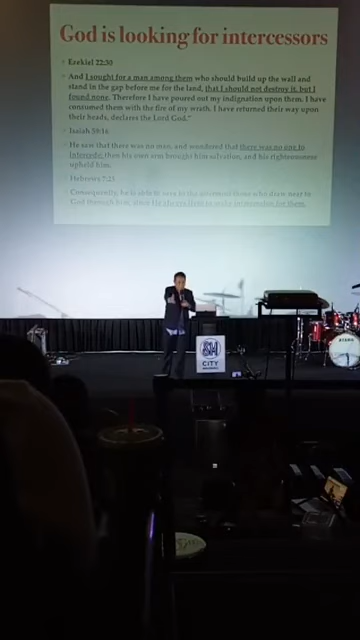 God is looking for intercessors
Ezekiel 22:30
And I sought for a man among them who should build up the wall and
stand in the gap before me for the land, that I should not destroy it, but I
found none. Therefore I have poured out my indignation upon them. I have
consumed them with the fire of my wrath. I have returned their way upon
their heads, declares the Lord God."
Isaiah 59:16
He saw that there was no man, and wondered that there was no one to
intercede; then his own arm brought him salvation, and his righteousness
upheld him.
Hebrews 7:25
Consequently, he is able to save to the uttermost those who draw near to
God through him, since he always lives to make intercession for them.
SM
CITY
TAMA